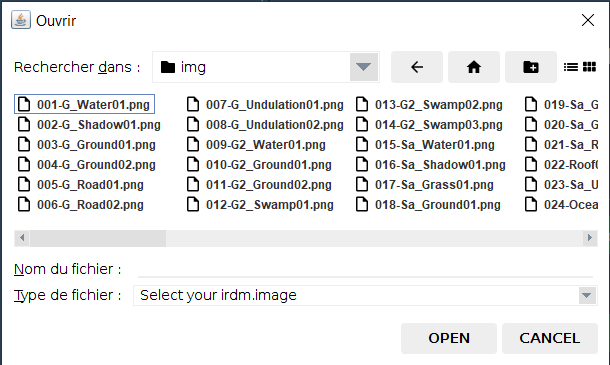 Ouvrir
Rechercher dans : img
001-G_Water01.png
002-G_Shadow01.png
003-G_Ground01.png
004-G_Ground02.png
005-G_Road01.png
006-G_Road02.png
007-G_Undulation01.png
008-G_Undulation02.png
009-G2_Water01.png
010-G2_Ground01.png
011-G2_Ground02.png
012-G2_Swamp01.png
013-G2_Swamp02.png
014-G2_Swamp03.png
015-Sa_Water01.png
016-Sa_Shadow01.png
017-Sa_Grass01.png
018-Sa_Ground01.png
019-Sa_G
020-Sa_G
021-Sa_R
022-Roof0
023-Sa_U
024-Ocea
Nom du fichier :
Type de fichier : Select your irdm.image
OPEN CANCEL